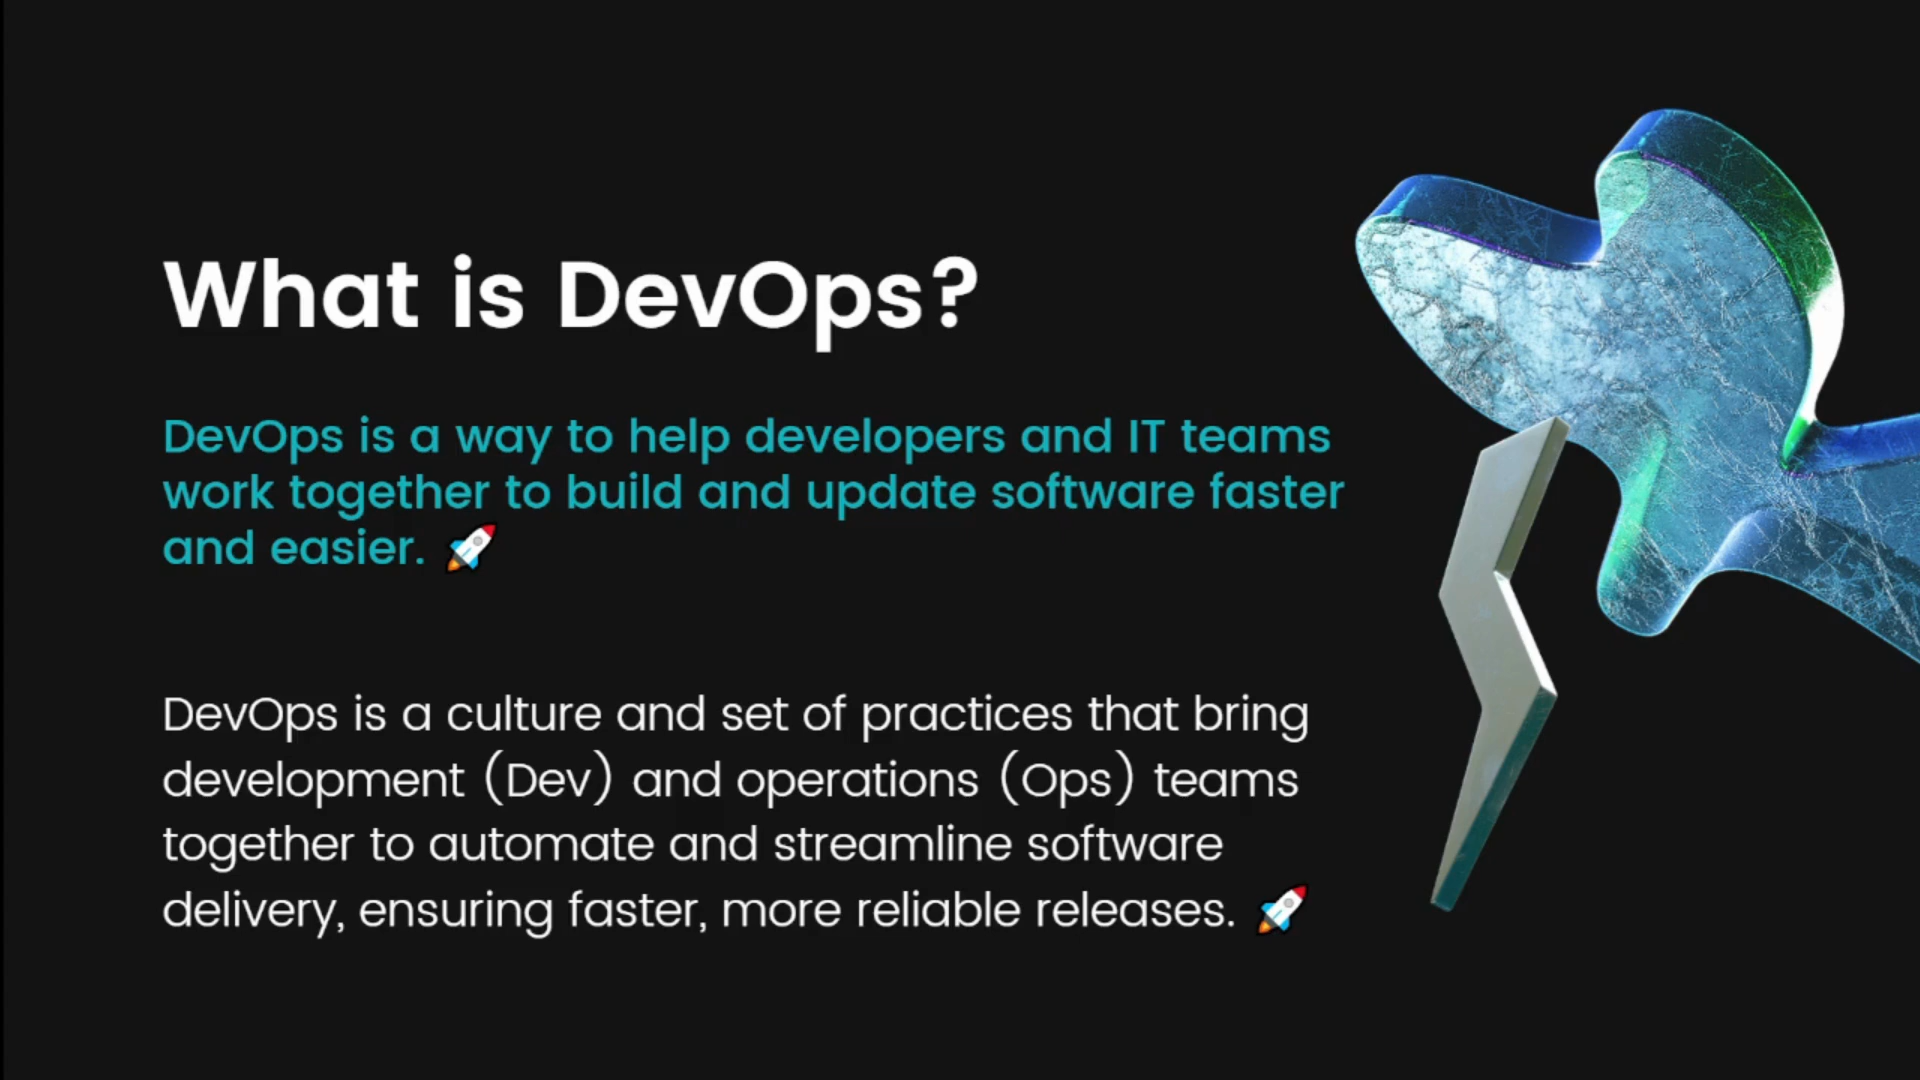 What is DevOps?
DevOps is a way to help developers and IT teams
work together to build and update software faster
and easier. 🚀
DevOps is a culture and set of practices that bring
development (Dev) and operations (Ops) teams
together to automate and streamline software
delivery, ensuring faster, more reliable releases. 🚀